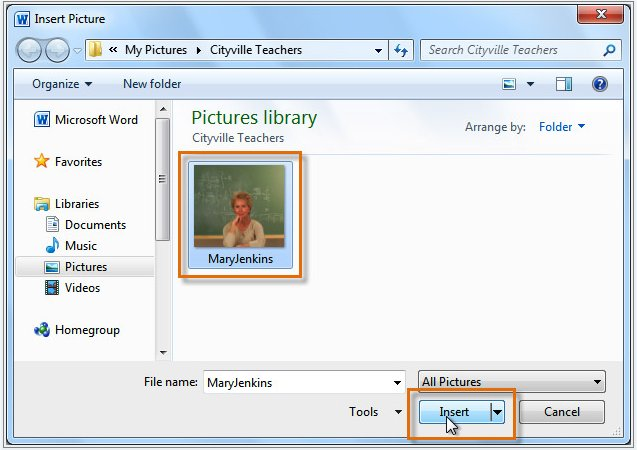 Insert Picture
« My Pictures Cityville Teachers
Search Cityville Teachers
Organize New folder
Microsoft Word
Favorites
Libraries
Documents
Music
Pictures
Videos
Homegroup
Pictures library
Cityville Teachers
Arrange by: Folder
MaryJenkins
File name: MaryJenkins
All Pictures
Tools Insert Cancel